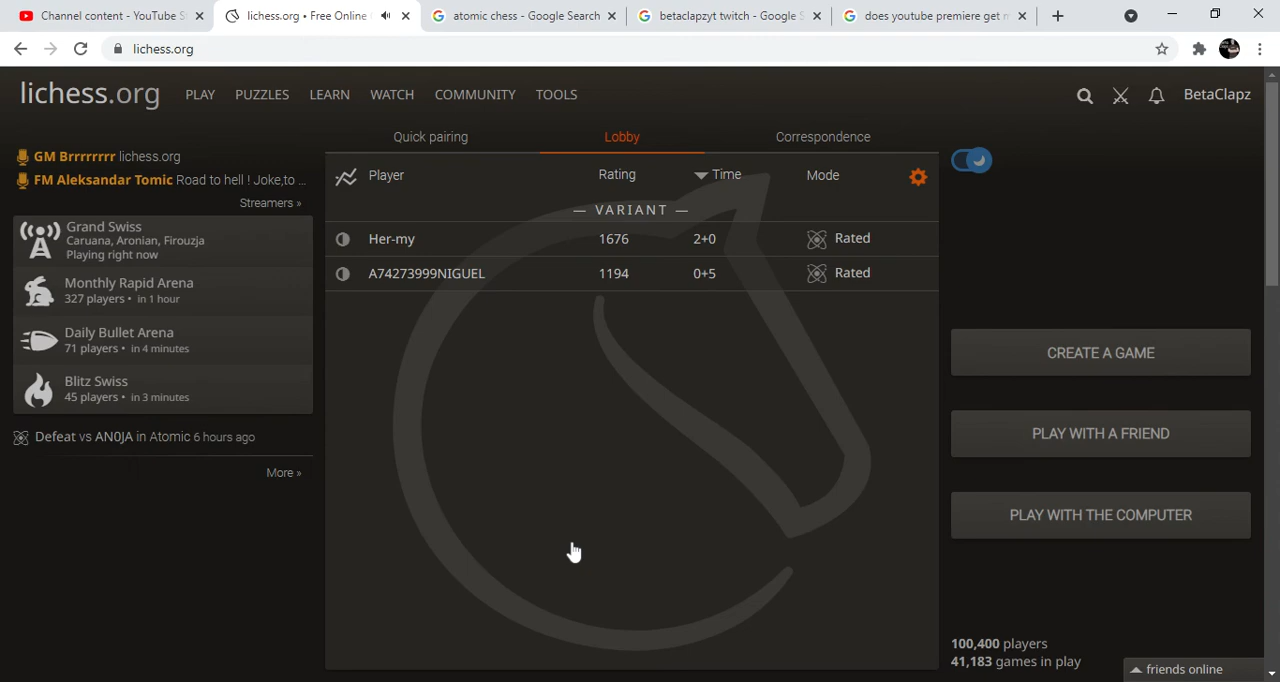 Channel content - YouTube S
lichess.org • Free Online
atomic chess - Google Search
betaclapzyt twitch - Google S
does youtube premiere get m
lichess.org
lichess.org
PLAY
PUZZLES
LEARN
WATCH
COMMUNITY
TOOLS
BetaClapz
GM Brrrrrrrr lichess.org
FM Aleksandar Tomic Road to hell ! Joke,to ...
Streamers »
Grand Swiss
Caruana, Aronian, Firouzja
Playing right now
Monthly Rapid Arena
327 players • in 1 hour
Daily Bullet Arena
71 players • in 4 minutes
Blitz Swiss
45 players • in 3 minutes
Defeat vs AN0JA in Atomic 6 hours ago
More »
Quick pairing
Lobby
Correspondence
Player Rating Time Mode
— VARIANT —
Her-my 1676 2+0 Rated
A74273999NIGUEL 1194 0+5 Rated
CREATE A GAME
PLAY WITH A FRIEND
PLAY WITH THE COMPUTER
100,400 players
41,183 games in play
friends online